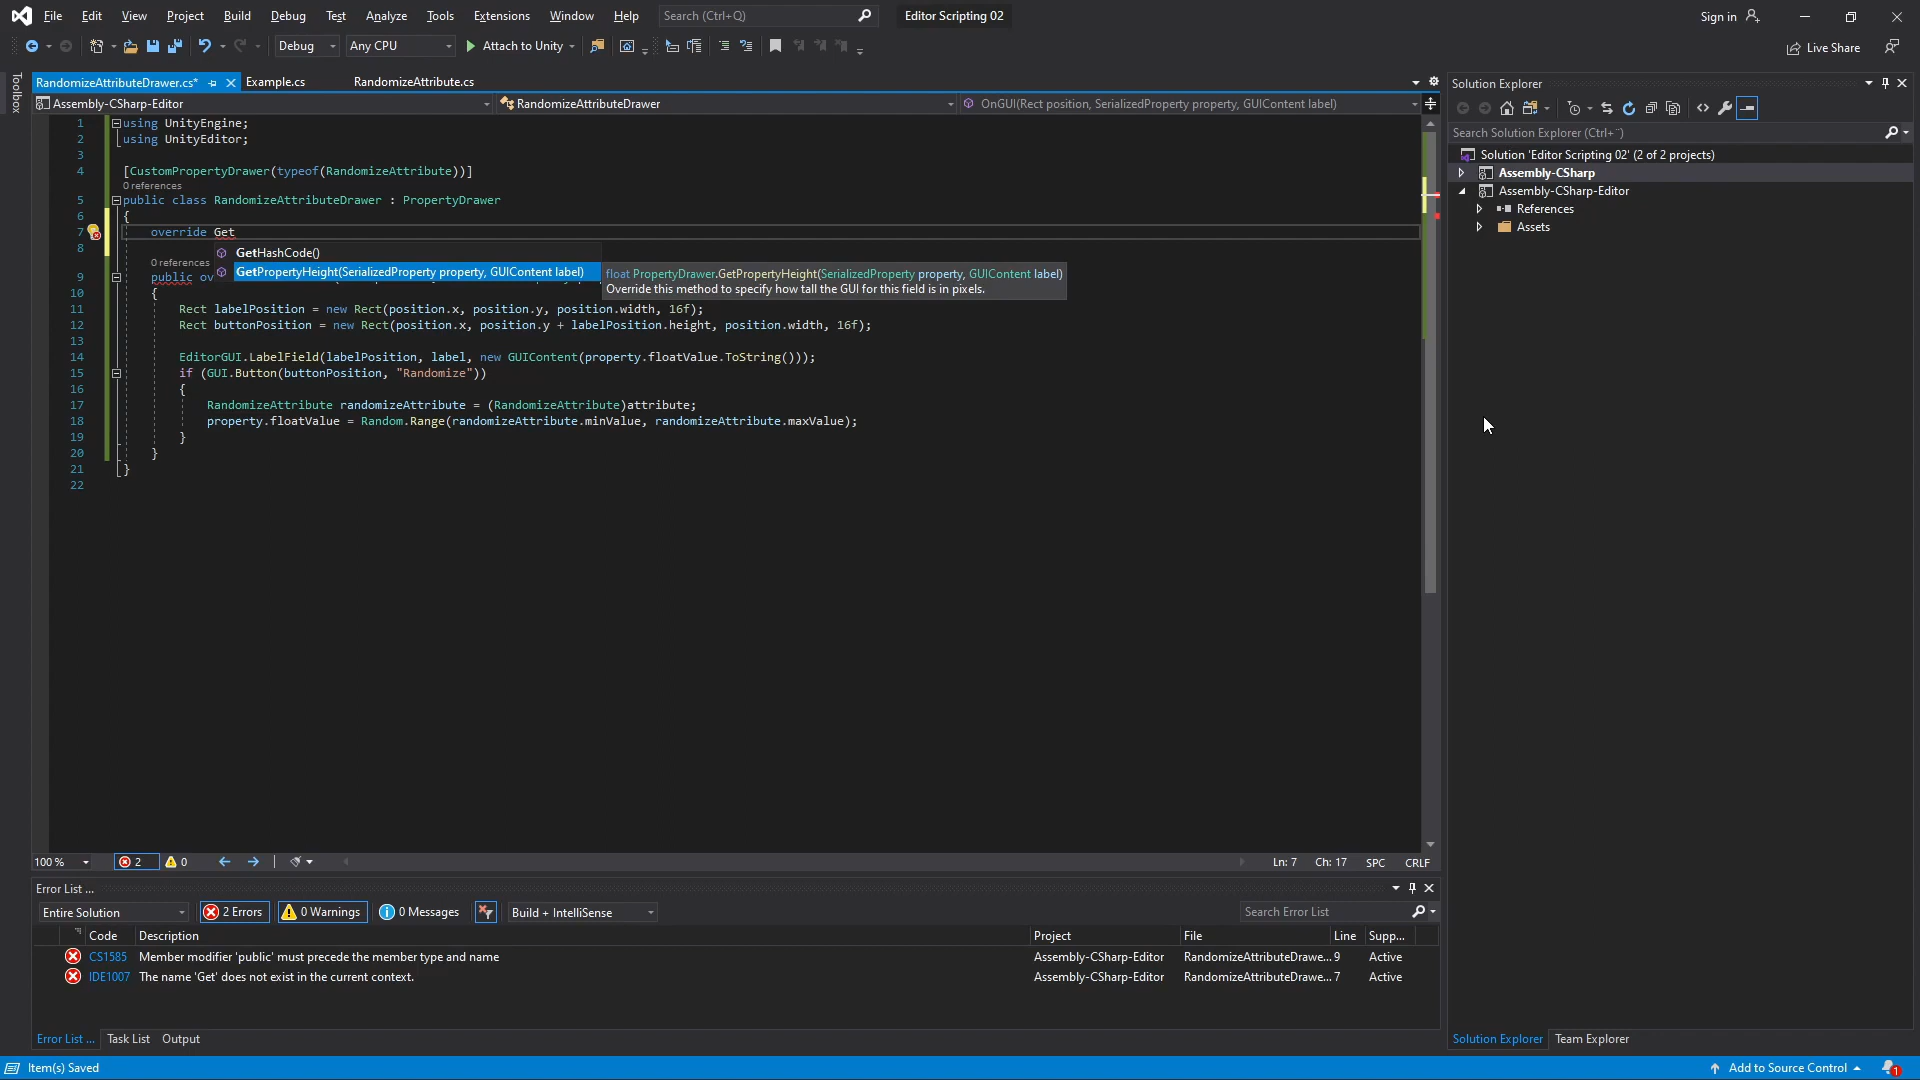 File Edit View Project Build Debug Test Analyze Tools Extensions Window Help Search (Ctrl+Q) Editor Scripting 02 Sign in
Debug Any CPU Attach to Unity Live Share
Toolbox
RandomizeAttributeDrawer.cs* Example.cs RandomizeAttribute.cs
Assembly-CSharp-Editor RandomizeAttributeDrawer OnGUI(Rect position, SerializedProperty property, GUIContent label)
1 using UnityEngine;
2 using UnityEditor;
3
4 [CustomPropertyDrawer(typeof(RandomizeAttribute))]
0 references
5 public class RandomizeAttributeDrawer : PropertyDrawer
6 {
7 override Get
8
GetHashCode()
GetPropertyHeight(SerializedProperty property, GUIContent label)
float PropertyDrawer.GetPropertyHeight(SerializedProperty property, GUIContent label)
Override this method to specify how tall the GUI for this field is in pixels.
0 references
9 public ov
10 {
11 Rect labelPosition = new Rect(position.x, position.y, position.width, 16f);
12 Rect buttonPosition = new Rect(position.x, position.y + labelPosition.height, position.width, 16f);
13
14 EditorGUI.LabelField(labelPosition, label, new GUIContent(property.floatValue.ToString()));
15 if (GUI.Button(buttonPosition, "Randomize"))
16 {
17 RandomizeAttribute randomizeAttribute = (RandomizeAttribute)attribute;
18 property.floatValue = Random.Range(randomizeAttribute.minValue, randomizeAttribute.maxValue);
19 }
20 }
21 }
22
100 % 2 0 Ln: 7 Ch: 17 SPC CRLF
Error List ...
Entire Solution 2 Errors 0 Warnings 0 Messages Build + IntelliSense Search Error List
Code Description Project File Line Supp...
CS1585 Member modifier 'public' must precede the member type and name Assembly-CSharp-Editor RandomizeAttributeDrawe... 9 Active
IDE1007 The name 'Get' does not exist in the current context. Assembly-CSharp-Editor RandomizeAttributeDrawe... 7 Active
Error List ... Task List Output
Solution Explorer
Search Solution Explorer (Ctrl+¨)
Solution 'Editor Scripting 02' (2 of 2 projects)
Assembly-CSharp
Assembly-CSharp-Editor
References
Assets
Solution Explorer Team Explorer
Item(s) Saved Add to Source Control 1